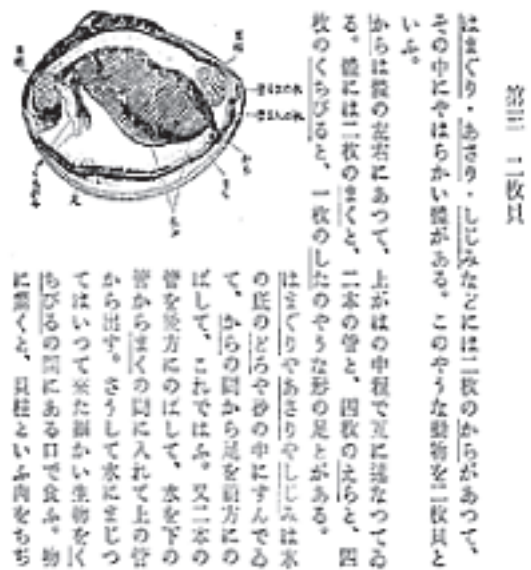 第三 二枚貝
はまぐり・あさり・しじみなどには二枚のからがあつて、
その中にやはらかい體がある。このやうな動物を二枚貝と
いふ。
からは體の左右にあつて、上がはの中程で互に連なつてゐ
る。體には二枚のまくと、二本の管と、四枚のえらと、四
枚のくちびると、一枚のしたのやうな形の足とがある。
はまぐりやあさりやしじみは水
の底のどろや砂の中にすんでゐ
て、からの間から足を前方にの
ばして、これではふ。又二本の
管を後方にのばして、水を下の
管からまくの間に入れて上の管
から出す。さうして水にまじつ
てはいつて來た細かい生物をく
ちびるの間にある口で食ふ。物
に驚くと、貝柱といふ肉をちぢ
から
えら
くちびる
足